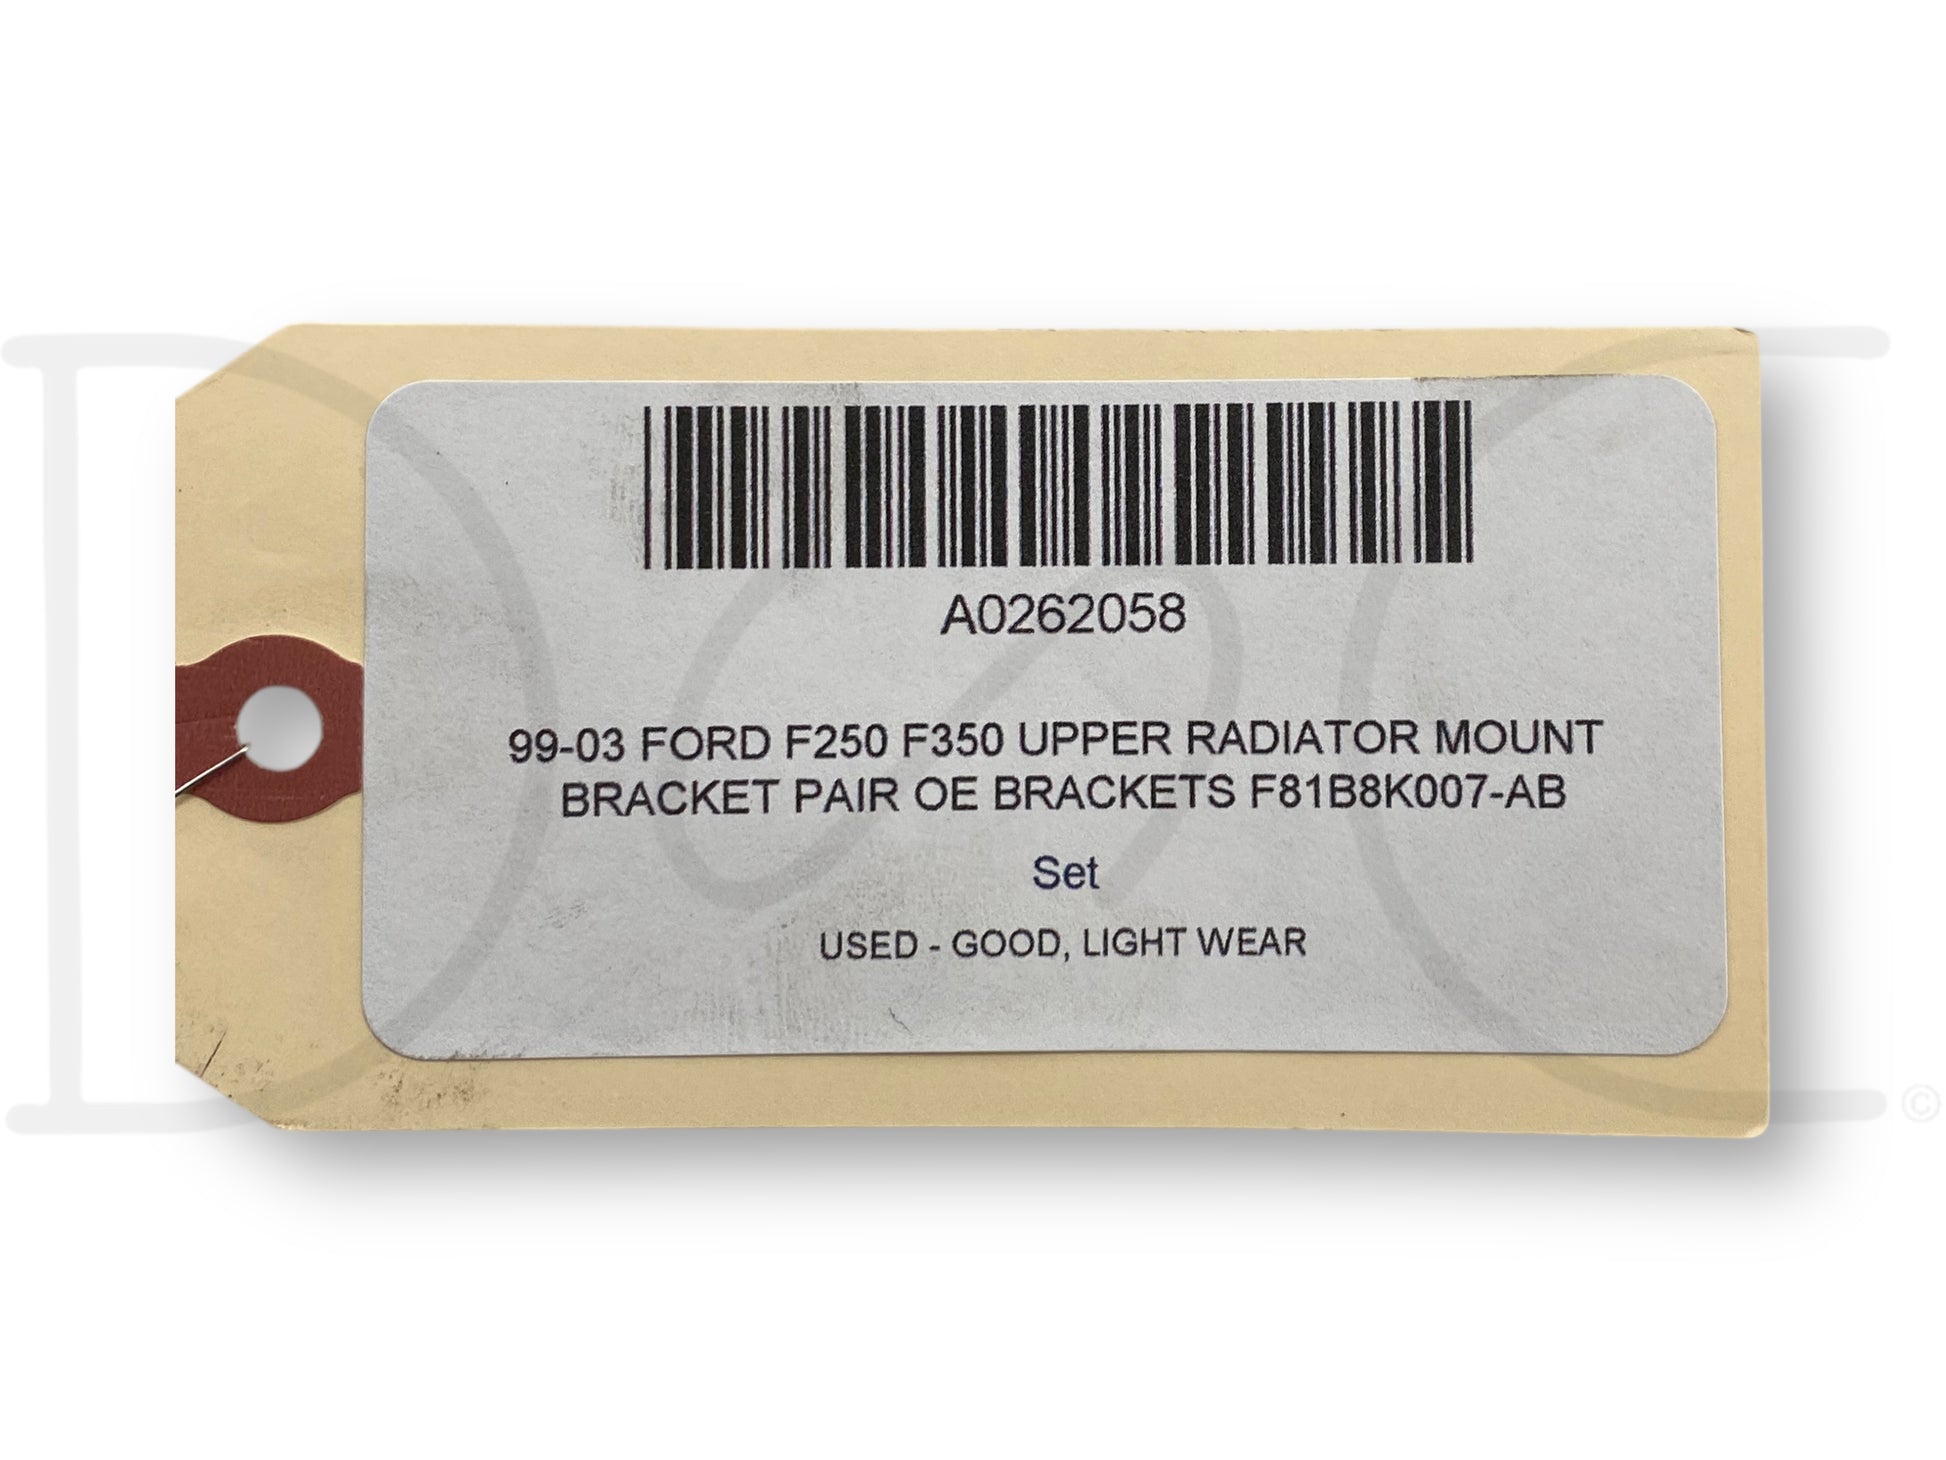 A0262058
99-03 FORD F250 F350 UPPER RADIATOR MOUNT
BRACKET PAIR OE BRACKETS F81B8K007-AB
Set
USED - GOOD, LIGHT WEAR
©